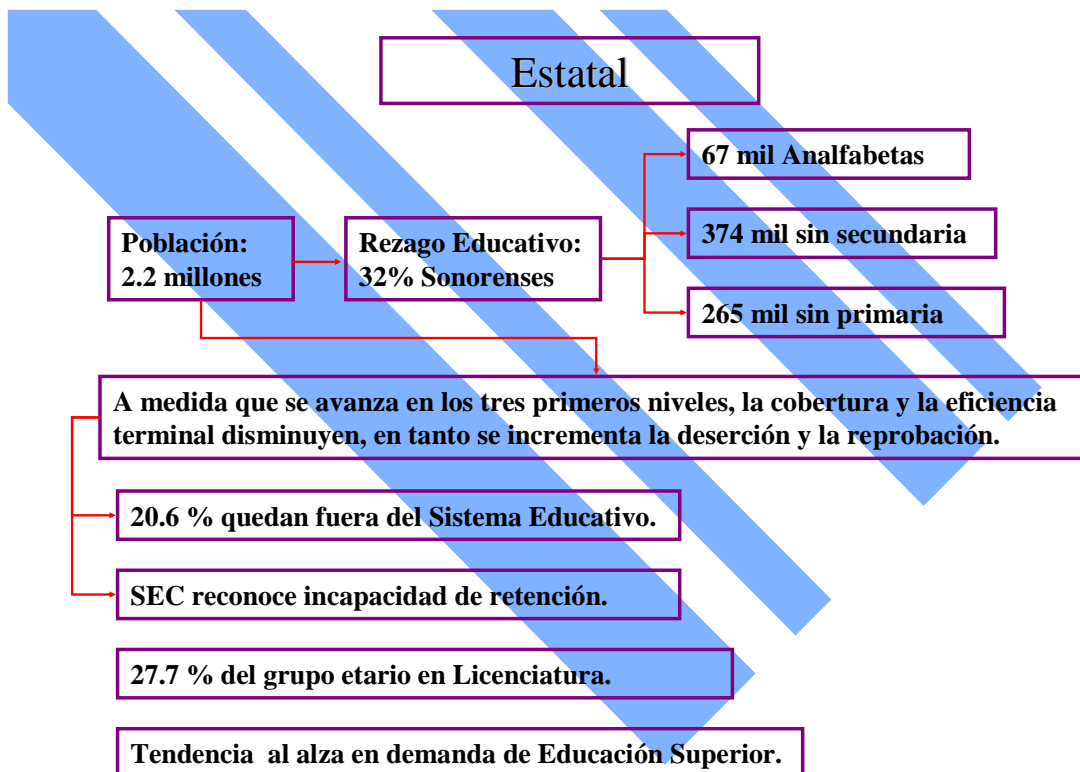 Estatal
67 mil Analfabetas
Población:
2.2 millones
Rezago Educativo:
32% Sonorenses
374 mil sin secundaria
265 mil sin primaria
A medida que se avanza en los tres primeros niveles, la cobertura y la eficiencia
terminal disminuyen, en tanto se incrementa la deserción y la reprobación.
20.6 % quedan fuera del Sistema Educativo.
SEC reconoce incapacidad de retención.
27.7 % del grupo etario en Licenciatura.
Tendencia al alza en demanda de Educación Superior.